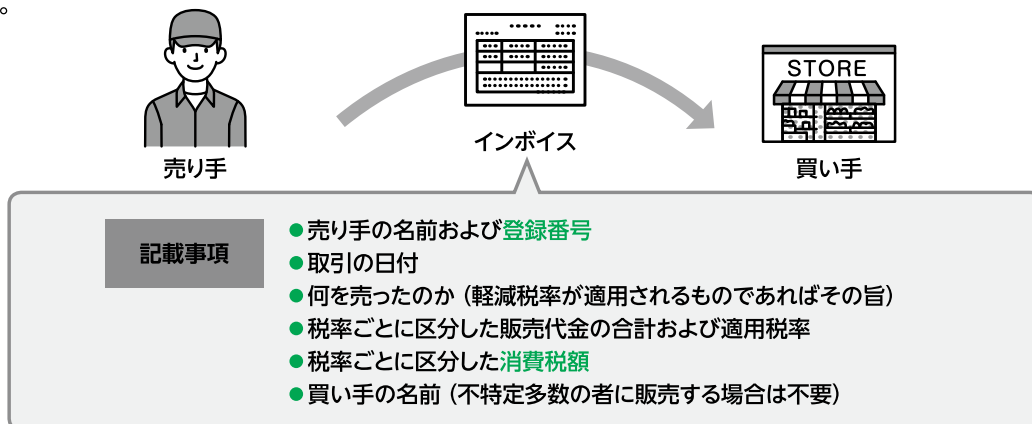 。
STORE
売り手
インボイス
買い手
記載事項
●売り手の名前および登録番号
●取引の日付
●何を売ったのか（軽減税率が適用されるものであればその旨）
●税率ごとに区分した販売代金の合計および適用税率
●税率ごとに区分した消費税額
●買い手の名前（不特定多数の者に販売する場合は不要）